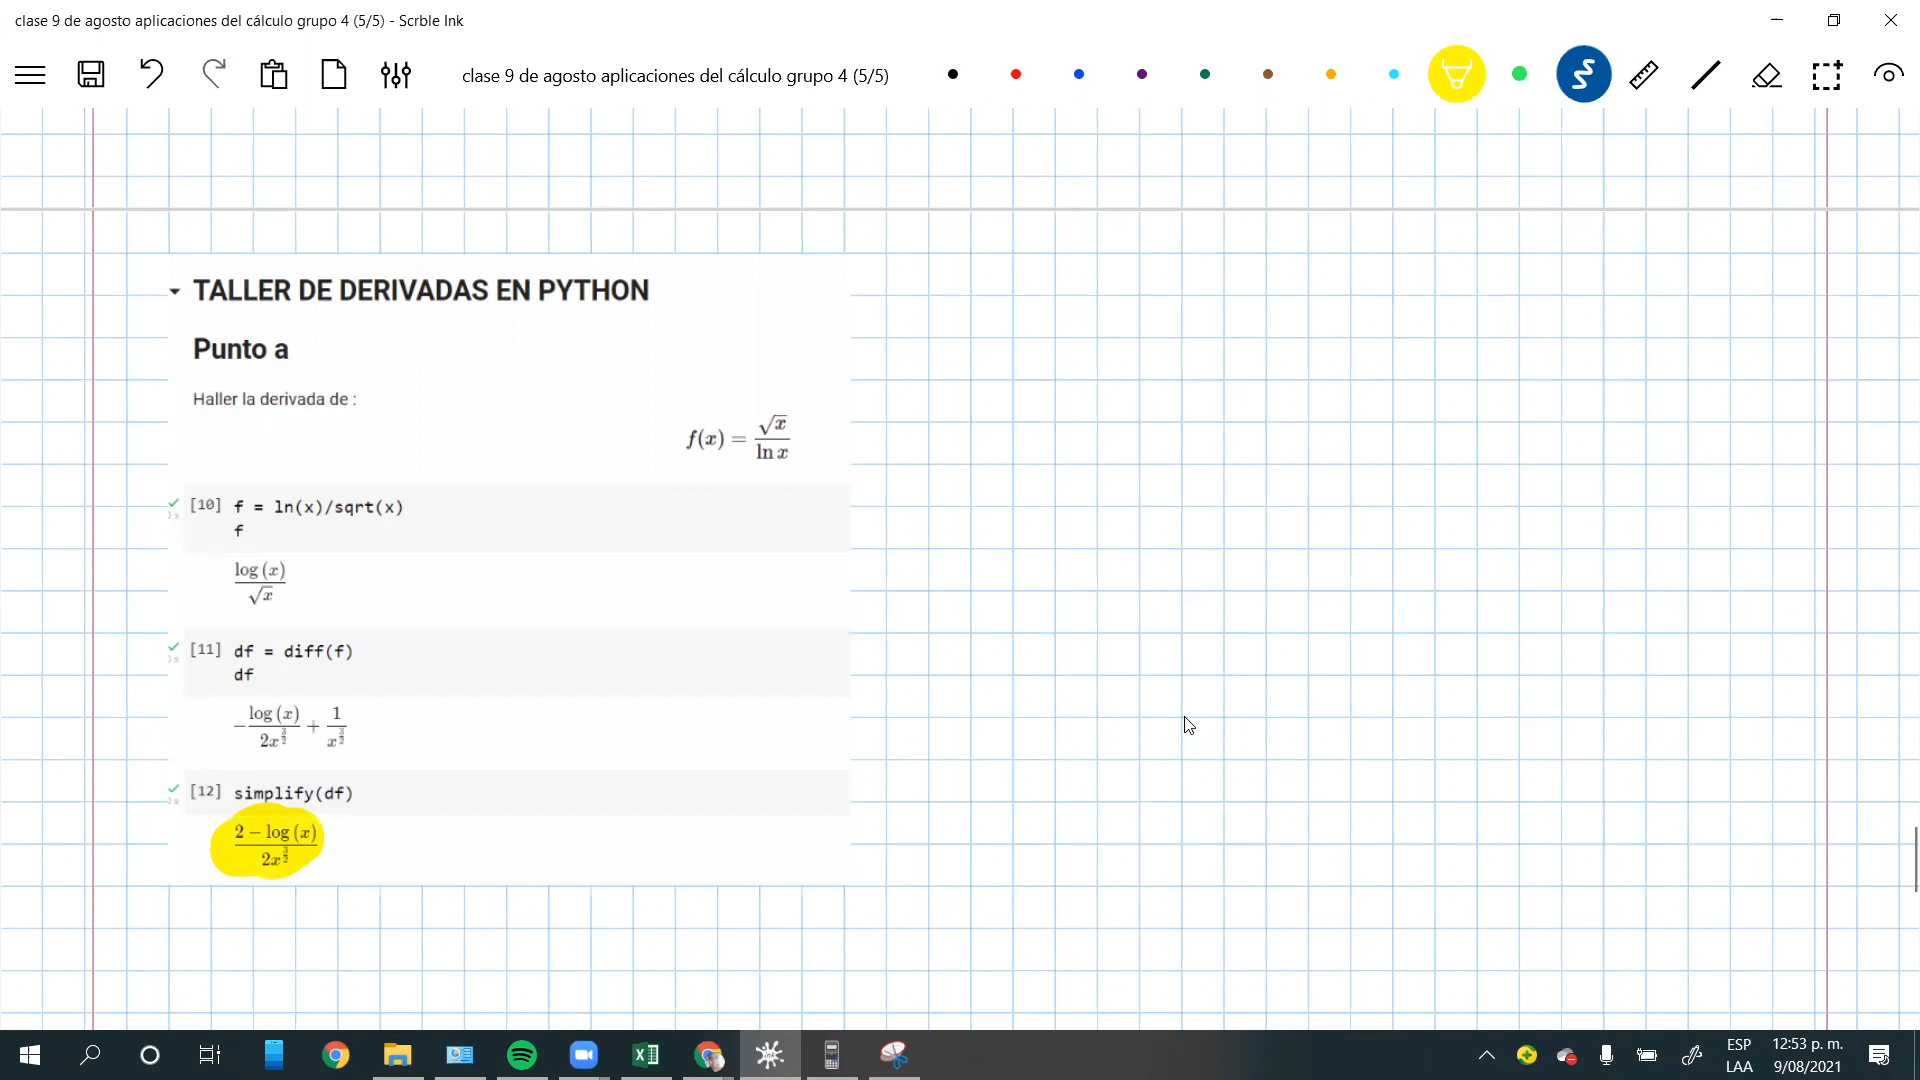 clase 9 de agosto aplicaciones del cálculo grupo 4 (5/5) - Scrble Ink
clase 9 de agosto aplicaciones del cálculo grupo 4 (5/5)
TALLER DE DERIVADAS EN PYTHON
Punto a
Haller la derivada de :
f(x) = √x / ln x
[10] f = ln(x)/sqrt(x)
f
log (x) / √x
[11] df = diff(f)
df
- log (x) / 2x^(3/2) + 1 / x^(3/2)
[12] simplify(df)
2 - log (x) / 2x^(3/2)
ESP
LAA
12:53 p. m.
9/08/2021